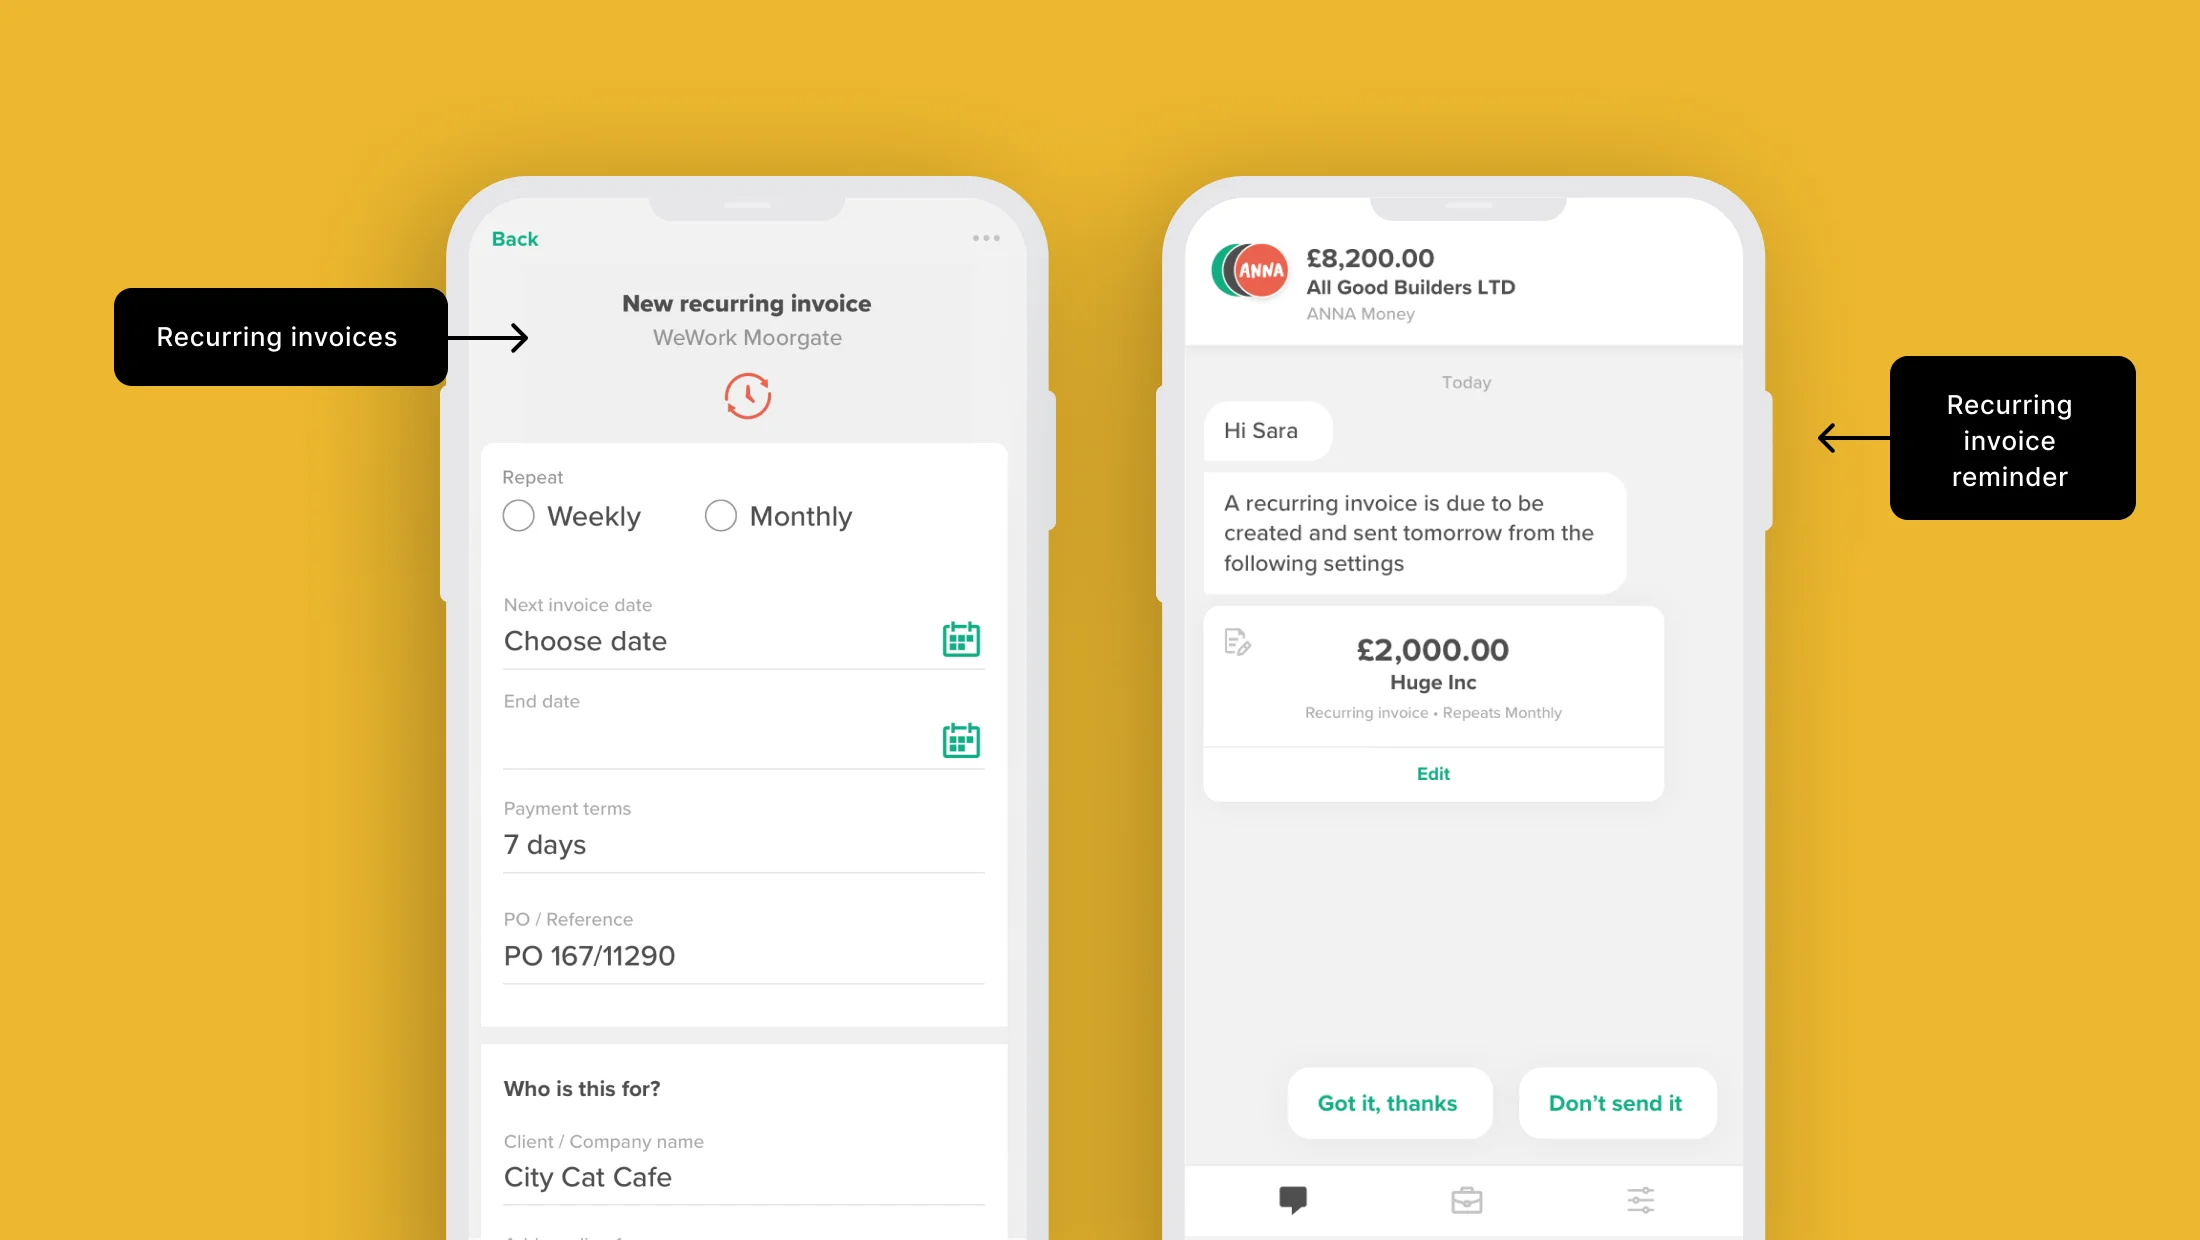 Recurring invoices
Back
New recurring invoice
WeWork Moorgate
Repeat
Weekly
Monthly
Next invoice date
Choose date
End date
Payment terms
7 days
PO / Reference
PO 167/11290
Who is this for?
Client / Company name
City Cat Cafe
ANNA
£8,200.00
All Good Builders LTD
ANNA Money
Today
Hi Sara
A recurring invoice is due to be
created and sent tomorrow from the
following settings
£2,000.00
Huge Inc
Recurring invoice • Repeats Monthly
Edit
Got it, thanks
Don’t send it
Recurring
invoice
reminder